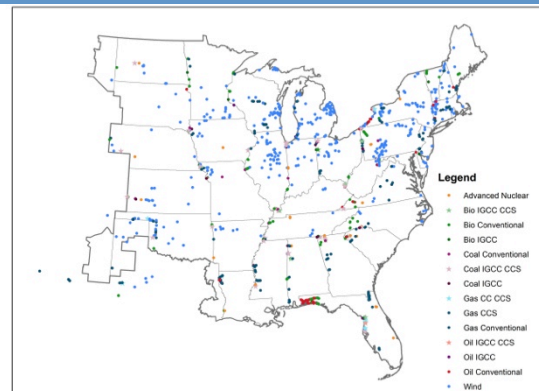 Legend
Advanced Nuclear
Bio IGCC CCS
Bio Conventional
Bio IGCC
Coal Conventional
Coal IGCC CCS
Coal IGCC
Gas CC CCS
Gas CCS
Gas Conventional
Oil IGCC CCS
Oil IGCC
Oil Conventional
Wind